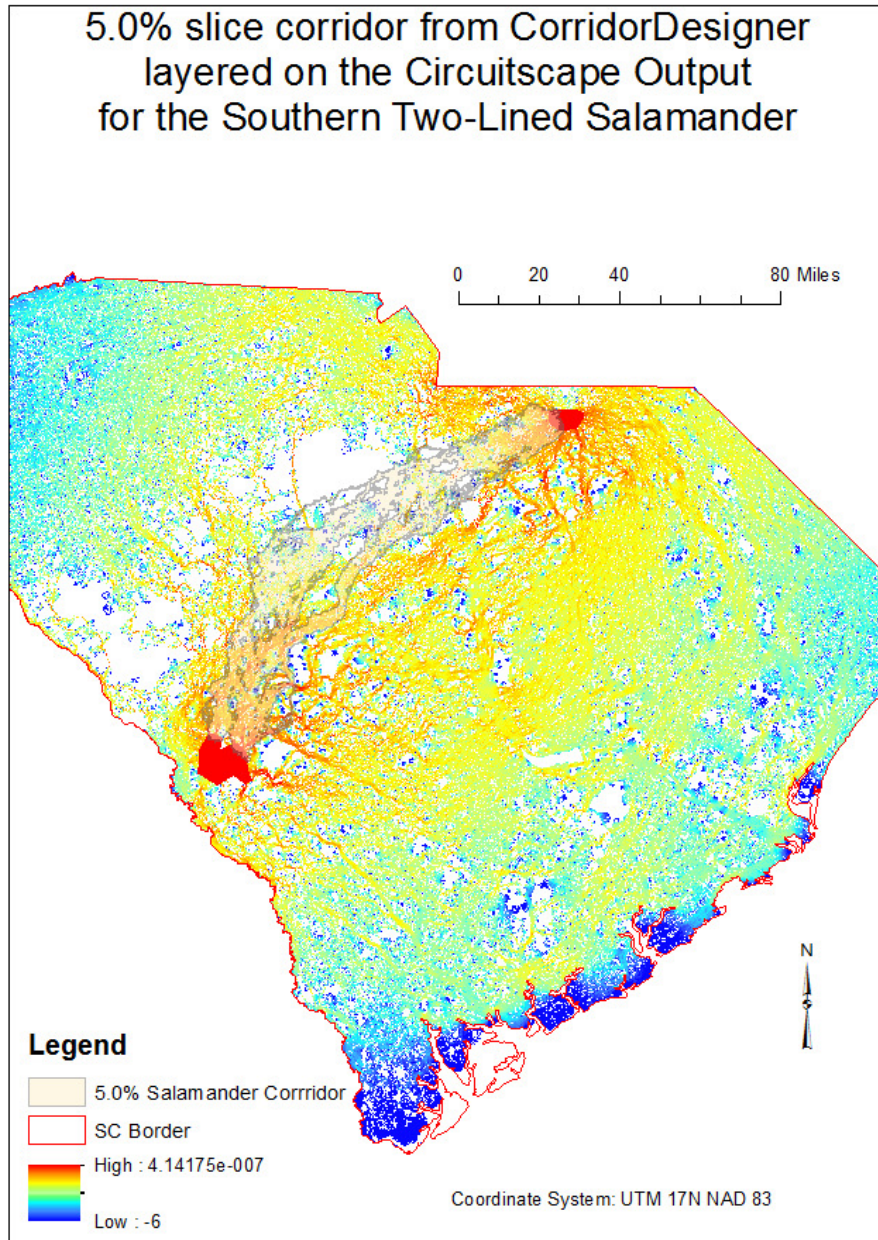 5.0% slice corridor from CorridorDesigner
layered on the Circuitscape Output
for the Southern Two-Lined Salamander
0 20 40 80 Miles
N
Legend
5.0% Salamander Corrridor
SC Border
High : 4.14175e-007
Low : -6
Coordinate System: UTM 17N NAD 83